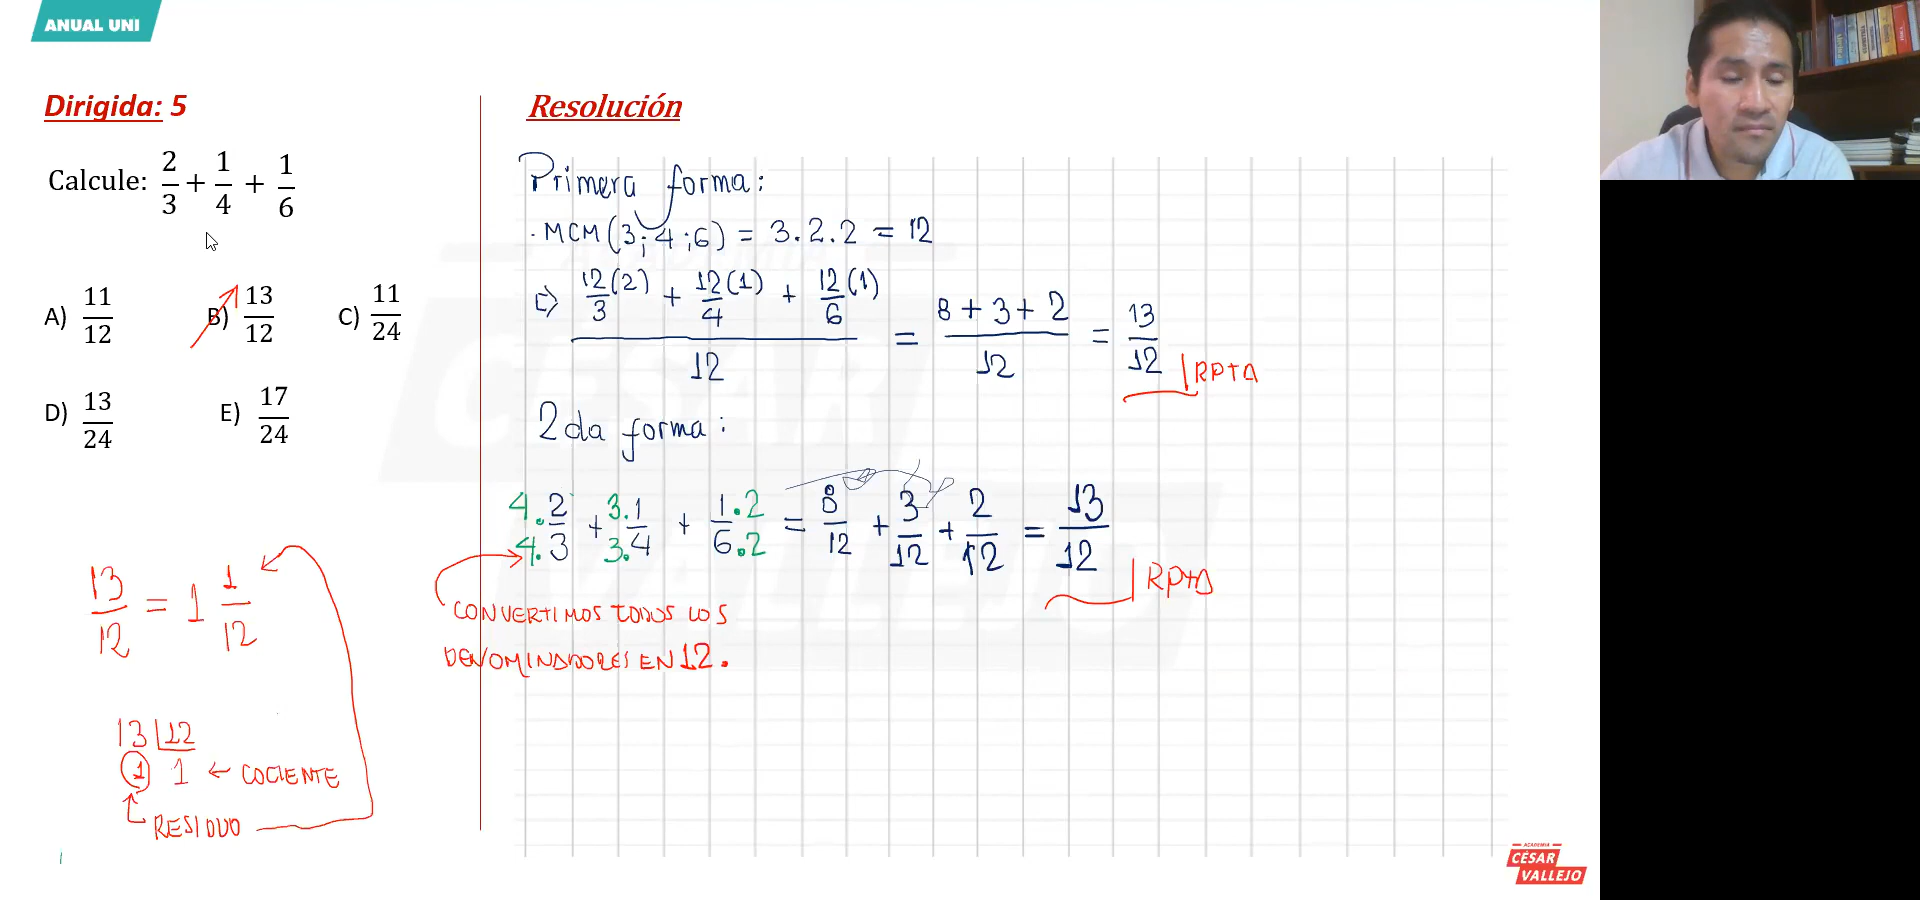 ANUAL UNI
Dirigida: 5
Calcule: 2/3 + 1/4 + 1/6
A) 11/12 B) 13/12 C) 11/24
D) 13/24 E) 17/24
13/12 = 1 1/12
13 | 12
1 1 ← COCIENTE
RESIDUO
Resolución
Primera forma:
. MCM(3;4;6) = 3.2.2 = 12
(12/3(2) + 12/4(1) + 12/6(1))/12 = (8 + 3 + 2)/12 = 13/12
RPTA
2da forma:
4.2/4.3 + 3.1/3.4 + 1.2/6.2 = 8/12 + 3/12 + 2/12 = 13/12
RPTA
CONVERTIMOS TODOS LOS
DENOMINADORES EN 12.
ACADEMIA
CÉSAR
VALLEJO